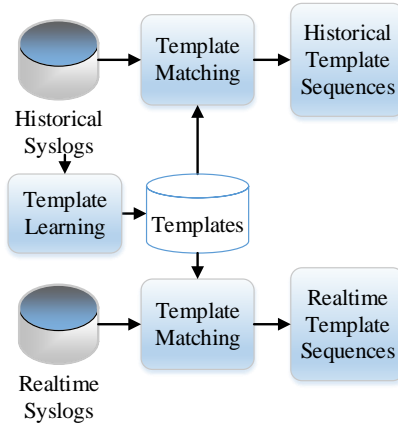 Template
Matching
Historical
Template
Sequences
Historical
Syslogs
Template
Learning
Templates
Template
Matching
Realtime
Template
Sequences
Realtime
Syslogs